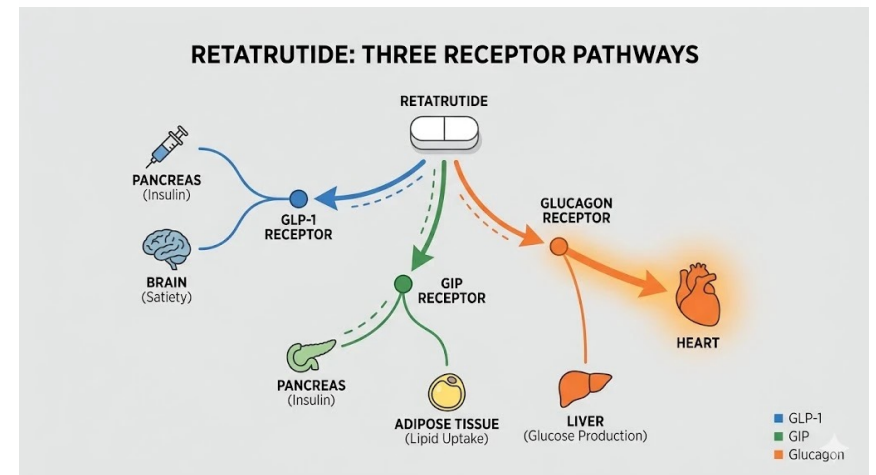 RETATRUTIDE: THREE RECEPTOR PATHWAYS
RETATRUTIDE
PANCREAS
(Insulin)
GLP-1
RECEPTOR
BRAIN
(Satiety)
GLUCAGON
RECEPTOR
GIP
RECEPTOR
HEART
PANCREAS
(Insulin)
ADIPOSE TISSUE
(Lipid Uptake)
LIVER
(Glucose Production)
GLP-1
GIP
Glucagon